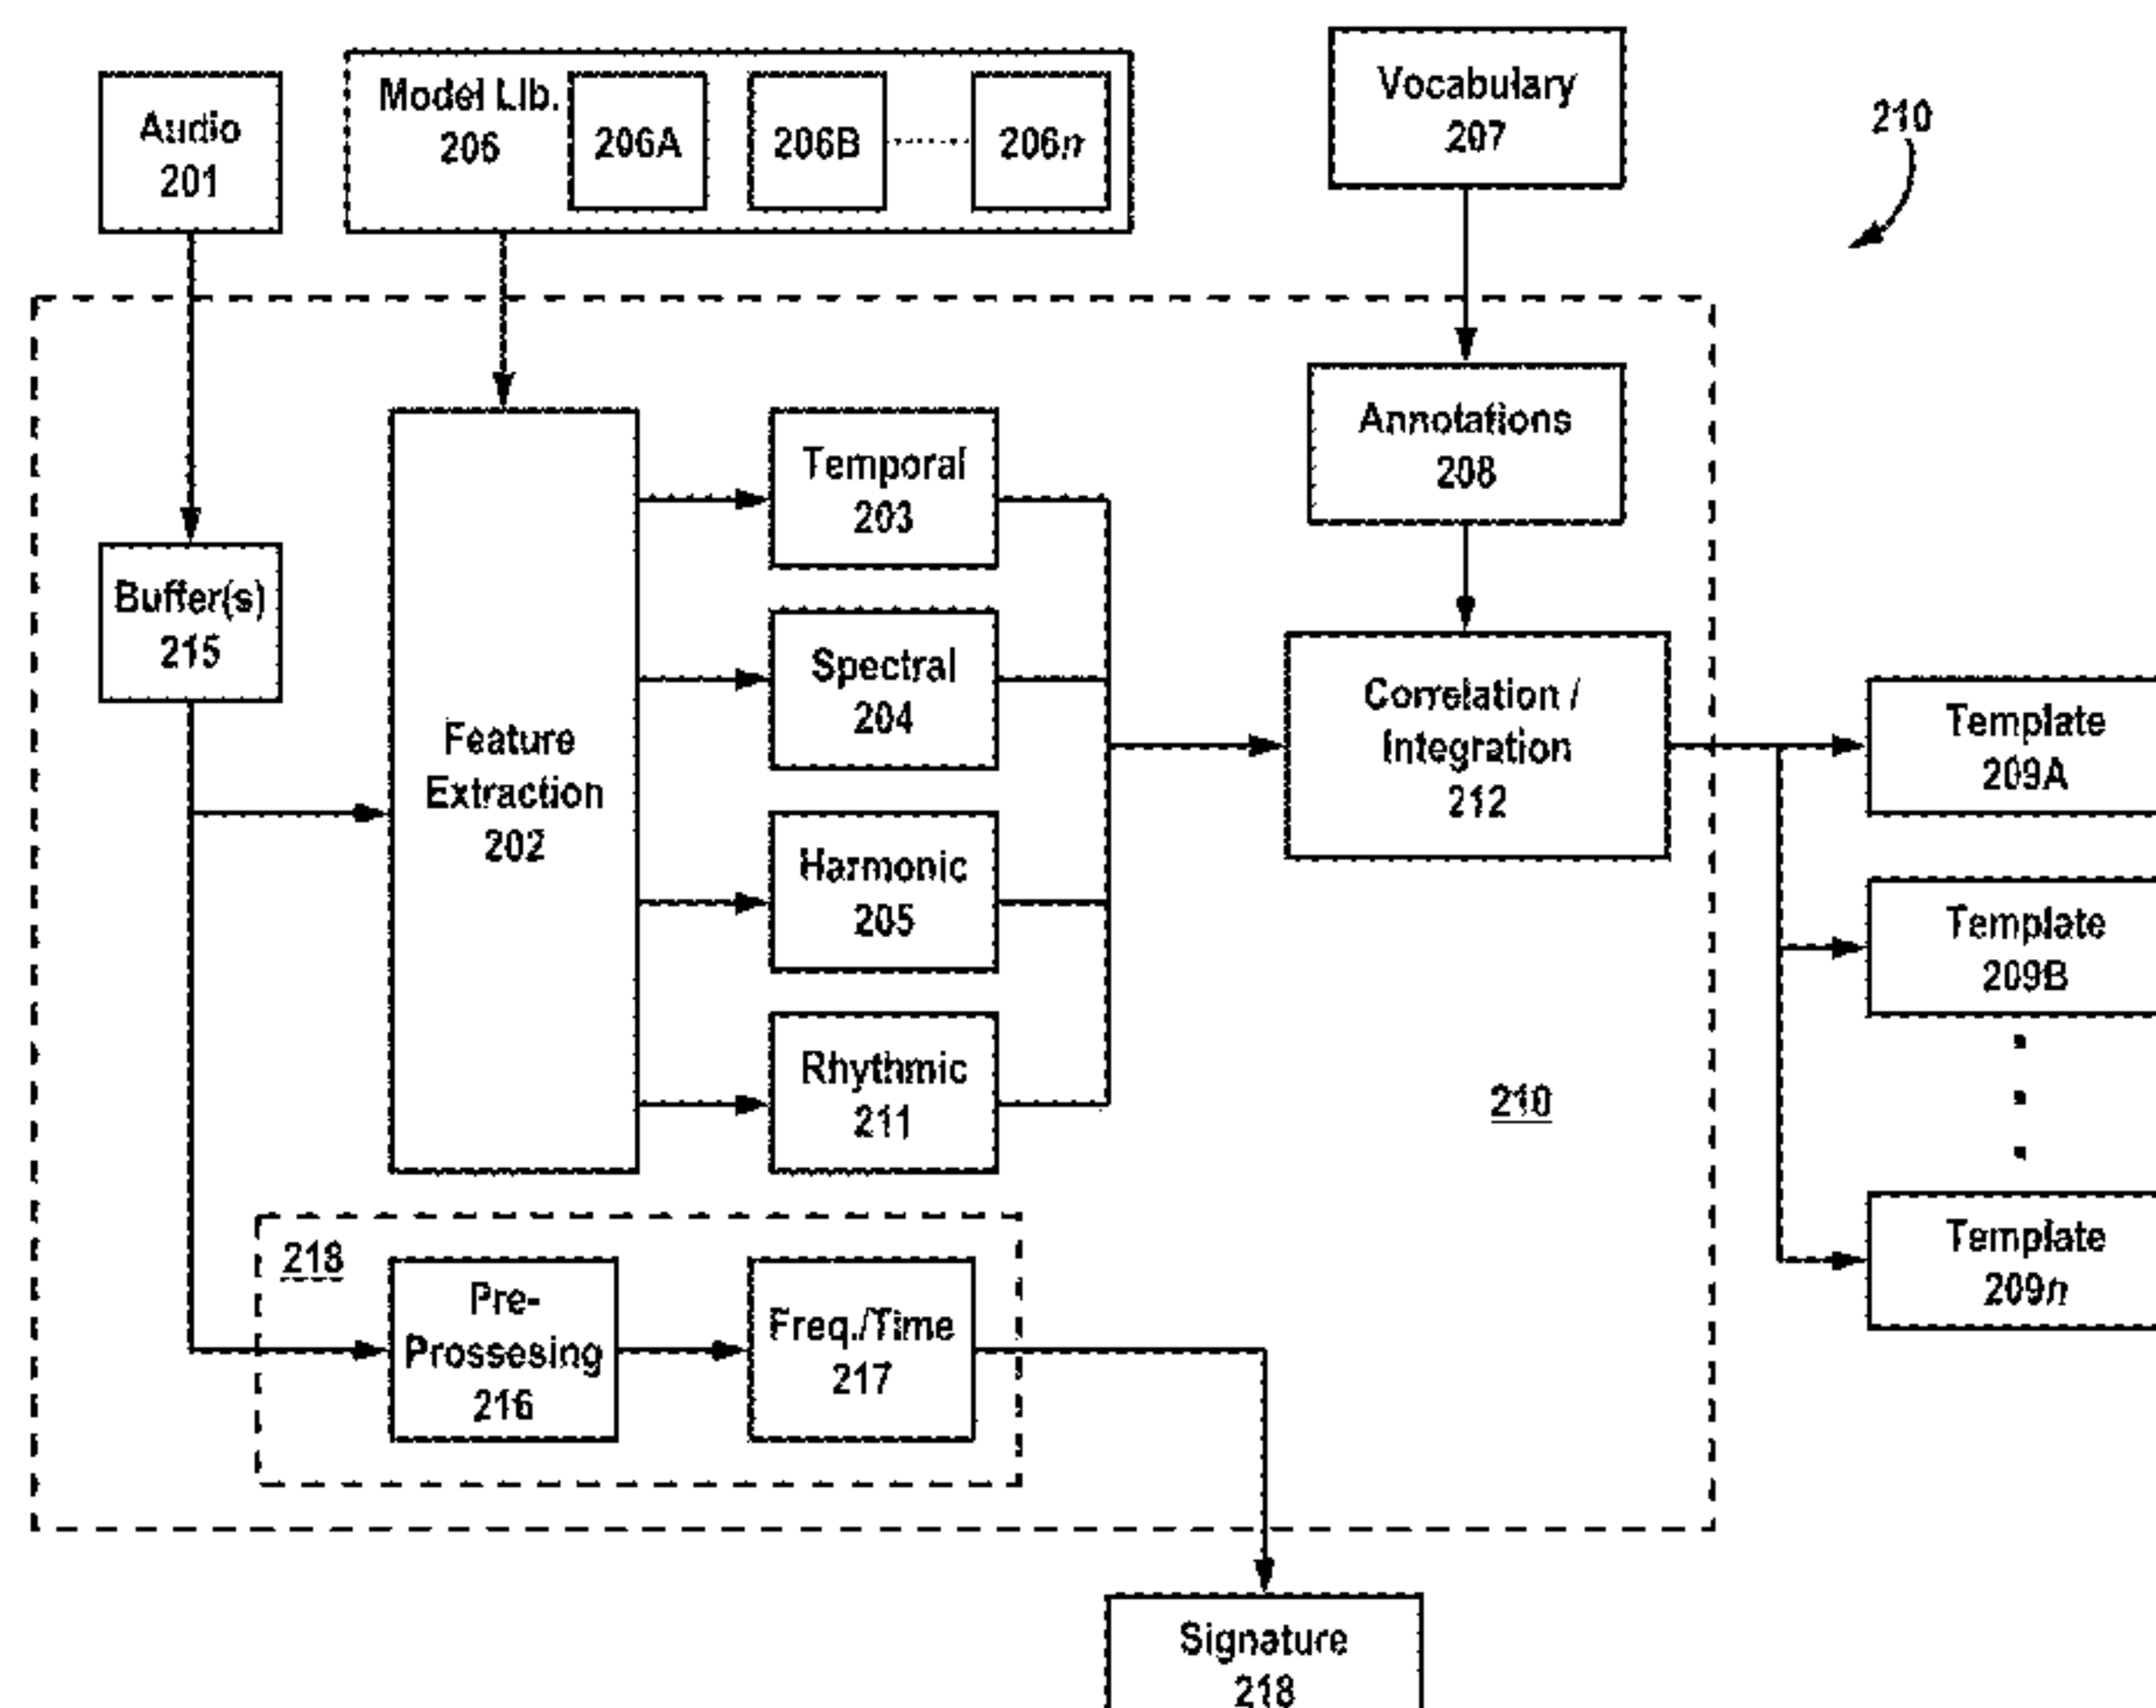 Audio
201
Model Lib.
206
206A
206B
206n
Vocabulary
207
210
Buffer(s)
215
Feature
Extraction
202
Temporal
203
Spectral
204
Harmonic
205
Rhythmic
211
Annotations
208
Correlation /
Integration
212
210
Template
209A
Template
209B
Template
209n
218
Pre-
Prossesing
216
Freq./Time
217
Signature
218